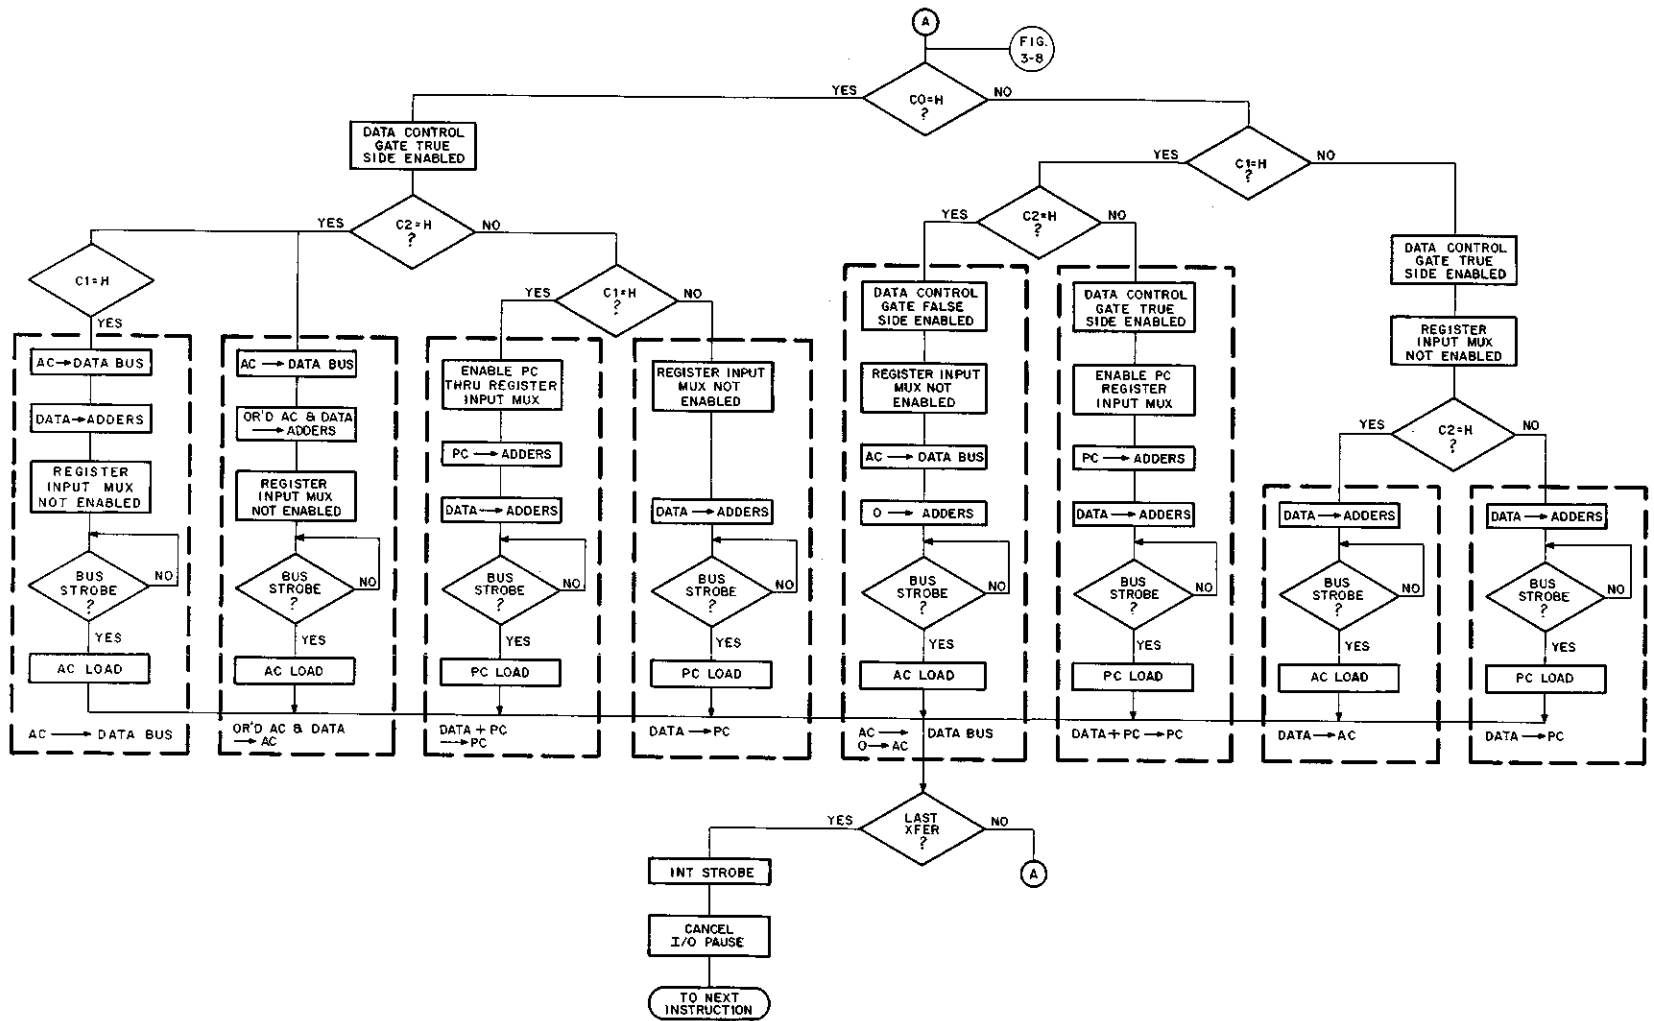 A
FIG.
3-8
YES
C0=H
?
NO
DATA CONTROL
GATE TRUE
SIDE ENABLED
YES
C1=H
?
NO
YES
C2=H
?
NO
YES
C2=H
?
NO
DATA CONTROL
GATE TRUE
SIDE ENABLED
C1=H
YES
YES
C1=H
?
NO
DATA CONTROL
GATE FALSE
SIDE ENABLED
DATA CONTROL
GATE TRUE
SIDE ENABLED
REGISTER
INPUT MUX
NOT ENABLED
YES
C2=H
?
NO
AC → DATA BUS
DATA → ADDERS
REGISTER
INPUT MUX
NOT ENABLED
BUS
STROBE
?
NO
YES
AC LOAD
AC → DATA BUS
AC → DATA BUS
OR'D AC & DATA
→ ADDERS
REGISTER
INPUT MUX
NOT ENABLED
BUS
STROBE
?
NO
YES
AC LOAD
OR'D AC & DATA
→ AC
ENABLE PC
THRU REGISTER
INPUT MUX
PC → ADDERS
DATA → ADDERS
BUS
STROBE
?
NO
YES
PC LOAD
DATA + PC
→ PC
REGISTER INPUT
MUX NOT
ENABLED
DATA → ADDERS
BUS
STROBE
?
NO
YES
PC LOAD
DATA → PC
REGISTER INPUT
MUX NOT
ENABLED
AC → DATA BUS
O → ADDERS
BUS
STROBE
?
NO
YES
AC LOAD
AC → DATA BUS
O → AC
ENABLE PC
REGISTER
INPUT MUX
PC → ADDERS
DATA → ADDERS
BUS
STROBE
?
NO
YES
PC LOAD
DATA + PC → PC
DATA → ADDERS
BUS
STROBE
?
NO
YES
AC LOAD
DATA → AC
DATA → ADDERS
BUS
STROBE
?
NO
YES
PC LOAD
DATA → PC
YES
LAST
XFER
?
NO
INT STROBE
A
CANCEL
I/O PAUSE
TO NEXT
INSTRUCTION